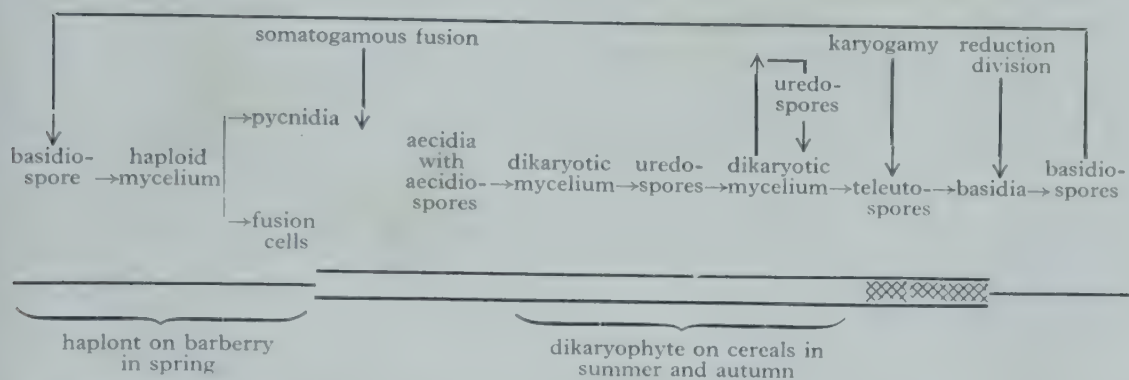 somatogamous fusion
karyogamy
reduction
division
uredo-
spores
→pycnidia
basidio-
spore
→
haploid
mycelium
→fusion
cells
aecidia
with
aecidio-
spores
→
dikaryotic
mycelium
→
uredo-
spores
→
dikaryotic
mycelium
→
teleuto-
spores
→basidia→
basidio-
spores
haplont on barberry
in spring
dikaryophyte on cereals in
summer and autumn